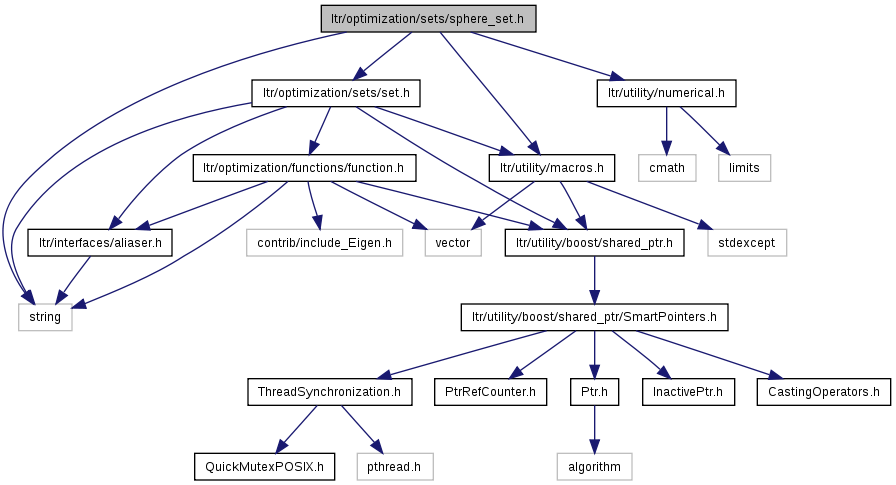 ltr/optimization/sets/sphere_set.h
ltr/optimization/sets/set.h
ltr/utility/numerical.h
ltr/optimization/functions/function.h
ltr/utility/macros.h
cmath
limits
ltr/interfaces/aliaser.h
contrib/include_Eigen.h
vector
ltr/utility/boost/shared_ptr.h
stdexcept
string
ltr/utility/boost/shared_ptr/SmartPointers.h
ThreadSynchronization.h
PtrRefCounter.h
Ptr.h
InactivePtr.h
CastingOperators.h
QuickMutexPOSIX.h
pthread.h
algorithm